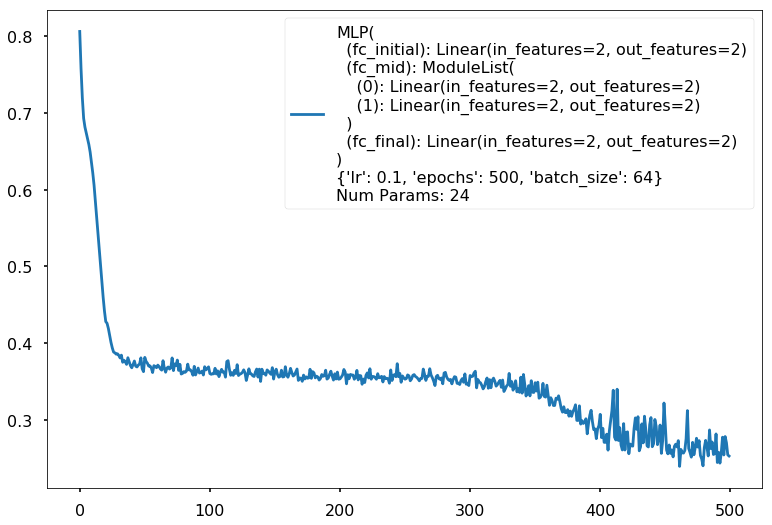 MLP(
  (fc_initial): Linear(in_features=2, out_features=2)
  (fc_mid): ModuleList(
    (0): Linear(in_features=2, out_features=2)
    (1): Linear(in_features=2, out_features=2)
  )
  (fc_final): Linear(in_features=2, out_features=2)
)
{'lr': 0.1, 'epochs': 500, 'batch_size': 64}
Num Params: 24
0.8
0.7
0.6
0.5
0.4
0.3
0 100 200 300 400 500